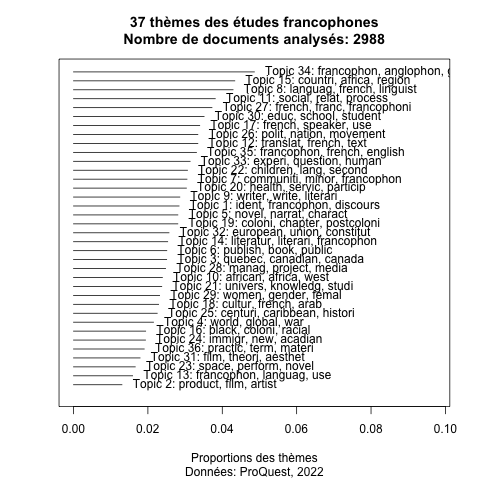 37 thèmes des études francophones
Nombre de documents analysés: 2988
Topic 34: francophon, anglophon,
Topic 15: countri, africa, region
Topic 8: languag, french, linguist
Topic 11: social, relat, process
Topic 27: french, franc, francophoni
Topic 30: educ, school, student
Topic 17: french, speaker, use
Topic 26: polit, nation, movement
Topic 12: translat, french, text
Topic 35: francophon, french, english
Topic 33: experi, question, human
Topic 22: children, lang, second
Topic 7: communiti, minor, francophon
Topic 20: health, servic, particip
Topic 9: writer, write, literari
Topic 1: ident, francophon, discours
Topic 5: novel, narrat, charact
Topic 19: coloni, chapter, postcoloni
Topic 32: european, union, constitut
Topic 14: literatur, literari, francophon
Topic 6: publish, book, public
Topic 3: quebec, canadian, canada
Topic 28: manag, project, media
Topic 10: african, africa, west
Topic 21: univers, knowledg, studi
Topic 29: women, gender, femal
Topic 18: cultur, french, arab
Topic 25: centuri, caribbean, histori
Topic 4: world, global, war
Topic 16: black, coloni, racial
Topic 24: immigr, new, acadian
Topic 36: practic, term, materi
Topic 31: film, theori, aesthet
Topic 23: space, perform, novel
Topic 13: francophon, languag, use
Topic 2: product, film, artist
0.00 0.02 0.04 0.06 0.08 0.10
Proportions des thèmes
Données: ProQuest, 2022